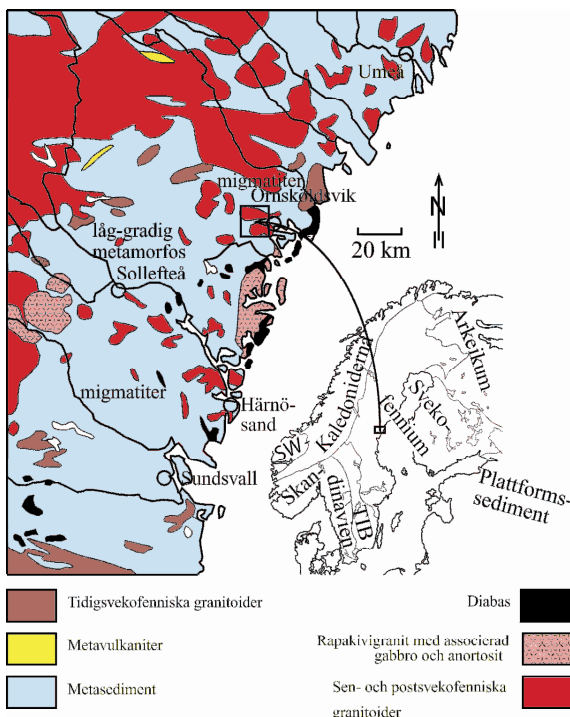 Umeå
migmatiter
Ornsköldsvik
låg-gradig
metamorfos
Sollefteå
N
20 km
migmatiter
Härnö-
sand
Sundsvall
Arkeikum
Kaledoniderna
Sveko-
fennium
SW
Skan
dinavien
TIB
Plattforms-
sediment
Tidigsvekofenniska granitoider
Metavulkaniter
Metasediment
Diabas
Rapakivigranit med associerad
gabbro och anortosit
Sen- och postsvekofenniska
granitoider